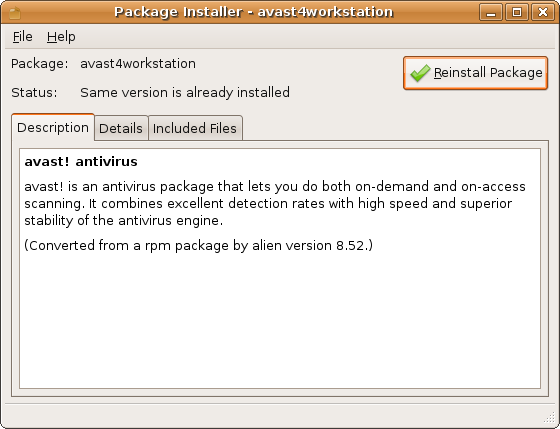 Package Installer - avast4workstation
File Help
Package: avast4workstation
Reinstall Package
Status: Same version is already installed
Description Details Included Files
avast! antivirus
avast! is an antivirus package that lets you do both on-demand and on-access
scanning. It combines excellent detection rates with high speed and superior
stability of the antivirus engine.
(Converted from a rpm package by alien version 8.52.)